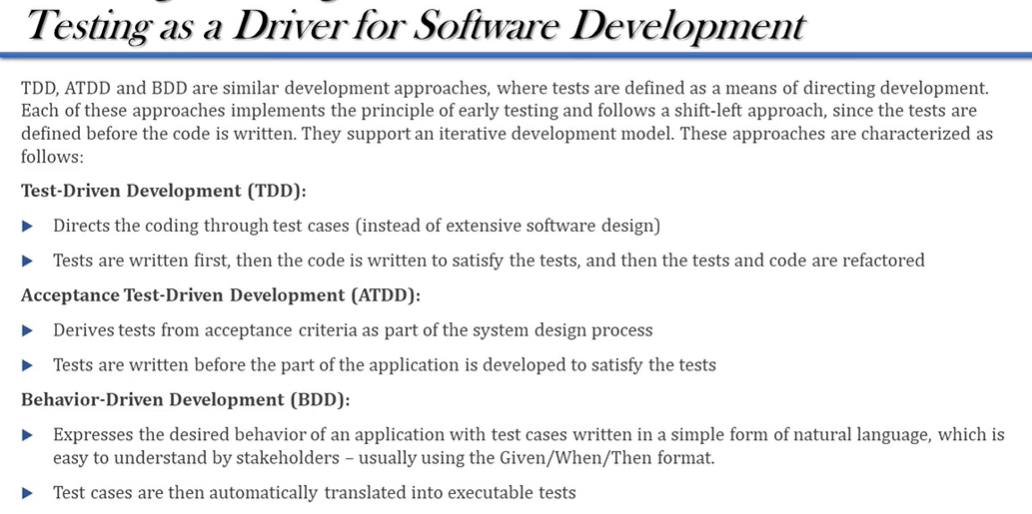 Testing as a Driver for Software Development
TDD, ATDD and BDD are similar development approaches, where tests are defined as a means of directing development.
Each of these approaches implements the principle of early testing and follows a shift-left approach, since the tests are
defined before the code is written. They support an iterative development model. These approaches are characterized as
follows:
Test-Driven Development (TDD):
Directs the coding through test cases (instead of extensive software design)
Tests are written first, then the code is written to satisfy the tests, and then the tests and code are refactored
Acceptance Test-Driven Development (ATDD):
Derives tests from acceptance criteria as part of the system design process
Tests are written before the part of the application is developed to satisfy the tests
Behavior-Driven Development (BDD):
Expresses the desired behavior of an application with test cases written in a simple form of natural language, which is
easy to understand by stakeholders – usually using the Given/When/Then format.
Test cases are then automatically translated into executable tests